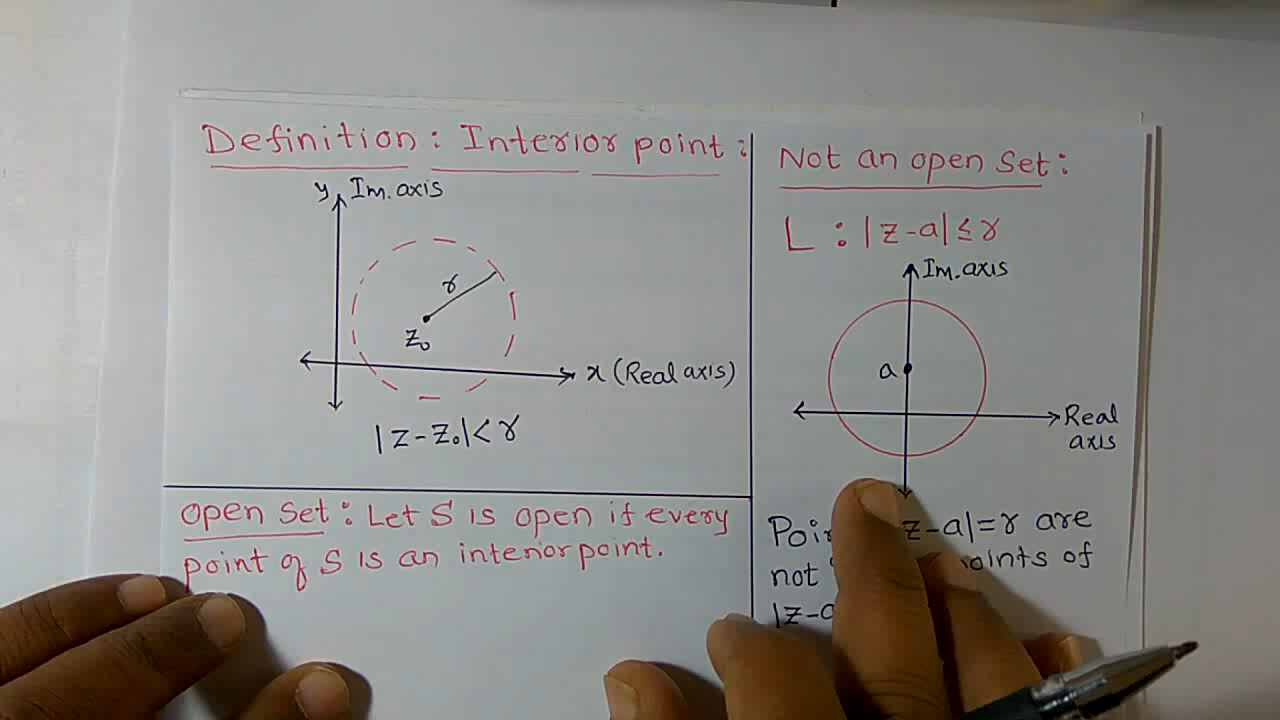 Definition: Interior point:
y Im. axis
r
Z₀
x (Real axis)
|z-z₀|<r
Open Set: Let S is open if every
point of S is an interior point.
Not an open Set:
L : |z-a|≤r
Im. axis
a
Real
axis
z-a|=r are
not oints of
|z-a